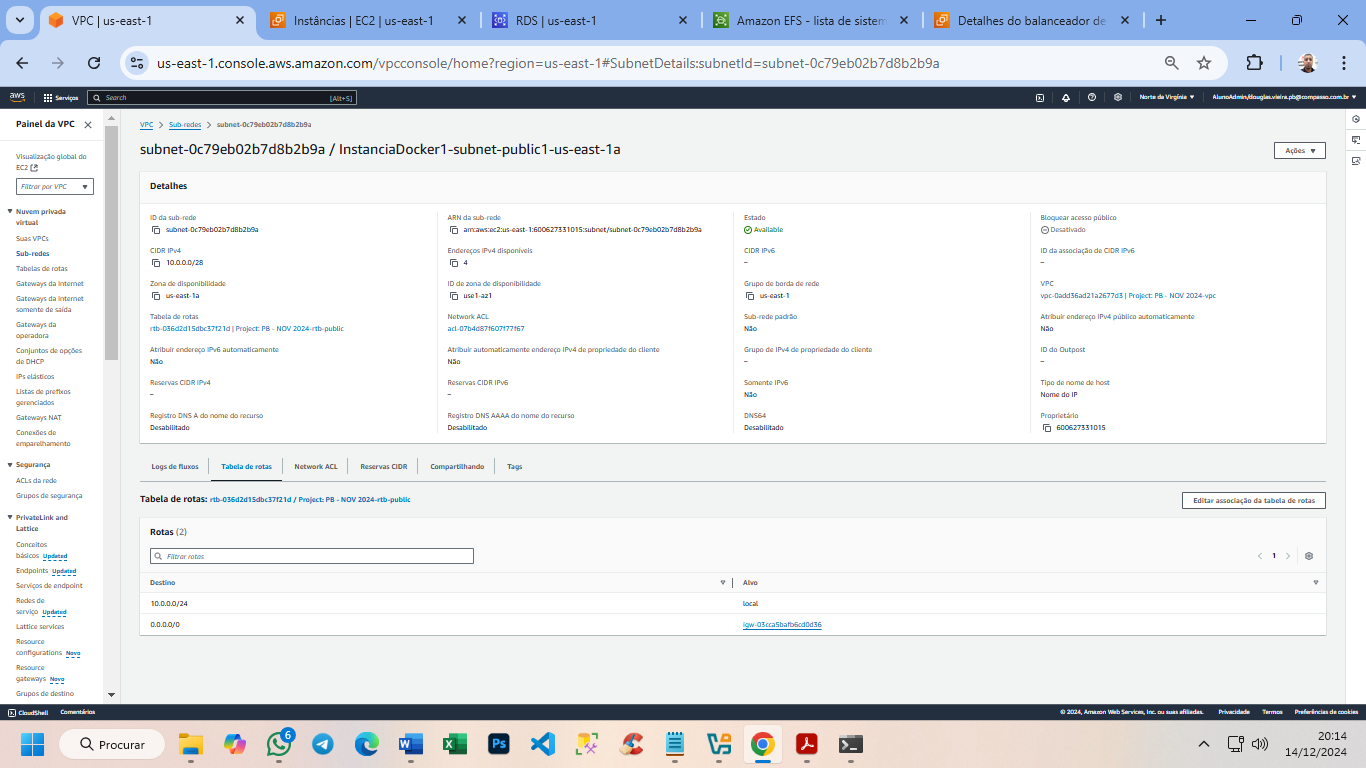 VPC | us-east-1
Instâncias | EC2 | us-east-1
RDS | us-east-1
Amazon EFS - lista de sistem
Detalhes do balanceador de
us-east-1.console.aws.amazon.com/vpcconsole/home?region=us-east-1#SubnetDetails:subnetId=subnet-0c79eb02b7d8b2b9a
aws
Serviços
Search
[Alt+S]
Norte da Virgínia
AlunoAdmin/douglas.vieira.pb@compasso.com.br
Painel da VPC
Visualização global do
EC2
Filtrar por VPC
Nuvem privada
virtual
Suas VPCs
Sub-redes
Tabelas de rotas
Gateways da Internet
Gateways da Internet
somente de saída
Gateways da
operadora
Conjuntos de opções
de DHCP
IPs elásticos
Listas de prefixos
gerenciados
Gateways NAT
Conexões de
emparelhamento
Segurança
ACLs da rede
Grupos de segurança
PrivateLink and
Lattice
Conceitos
básicos Updated
Endpoints Updated
Serviços de endpoint
Redes de
serviço Updated
Lattice services
Resource
configurations Novo
Resource
gateways Novo
Grupos de destino
VPC
Sub-redes
subnet-0c79eb02b7d8b2b9a
subnet-0c79eb02b7d8b2b9a / InstanciaDocker1-subnet-public1-us-east-1a
Ações
Detalhes
ID da sub-rede
subnet-0c79eb02b7d8b2b9a
ARN da sub-rede
arn:aws:ec2:us-east-1:600627331015:subnet/subnet-0c79eb02b7d8b2b9a
Estado
Available
Bloquear acesso público
Desativado
CIDR IPv4
10.0.0.0/28
Endereços IPv4 disponíveis
4
CIDR IPv6
–
ID da associação de CIDR IPv6
–
Zona de disponibilidade
us-east-1a
ID de zona de disponibilidade
use1-az1
Grupo de borda de rede
us-east-1
VPC
vpc-0add36ad21a2677d3 | Project: PB - NOV 2024-vpc
Tabela de rotas
rtb-036d2d15dbc37f21d | Project: PB - NOV 2024-rtb-public
Network ACL
acl-07b4d87f607f77f67
Sub-rede padrão
Não
Atribuir endereço IPv4 público automaticamente
Não
Atribuir endereço IPv6 automaticamente
Não
Atribuir automaticamente endereço IPv4 de propriedade do cliente
Não
Grupo de IPv4 de propriedade do cliente
–
ID do Outpost
–
Reservas CIDR IPv4
–
Reservas CIDR IPv6
–
Somente IPv6
Não
Tipo de nome de host
Nome do IP
Registro DNS A do nome do recurso
Desabilitado
Registro DNS AAAA do nome do recurso
Desabilitado
DNS64
Desabilitado
Proprietário
600627331015
Logs de fluxos
Tabela de rotas
Network ACL
Reservas CIDR
Compartilhando
Tags
Tabela de rotas: rtb-036d2d15dbc37f21d / Project: PB - NOV 2024-rtb-public
Editar associação da tabela de rotas
Rotas (2)
Filtrar rotas
1
Destino
Alvo
10.0.0.0/24
local
0.0.0.0/0
igw-03cca5bafb6cd0d36
CloudShell
Comentários
© 2024, Amazon Web Services, Inc. ou suas afiliadas.
Privacidade
Termos
Preferências de cookies
Procurar
6
20:14
14/12/2024